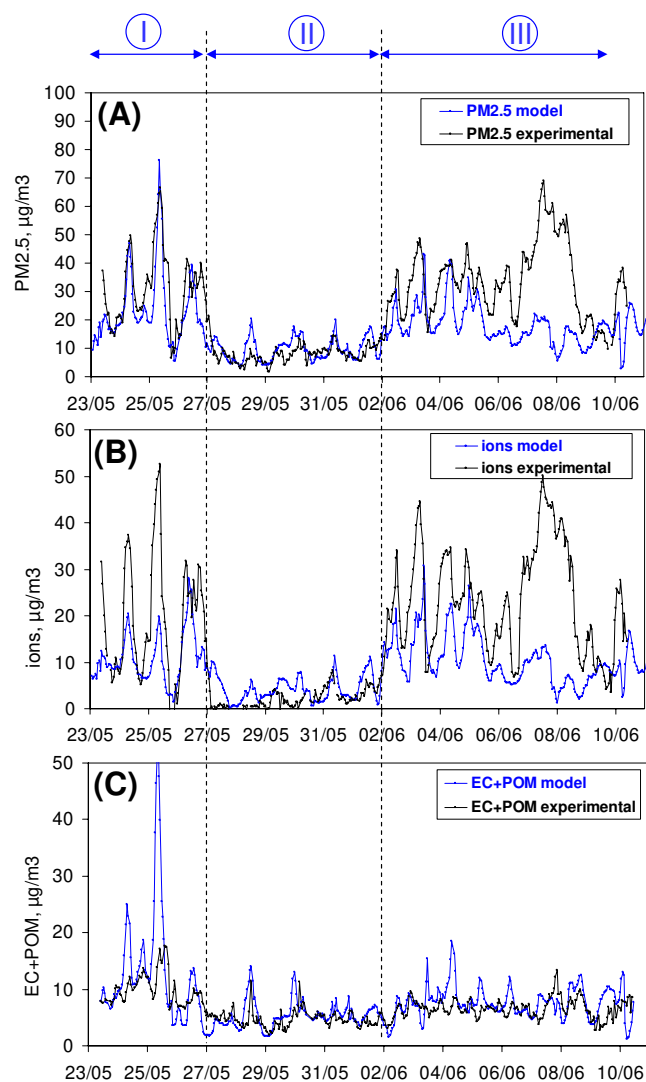 I II III
100
90
80
70
60
50
40
30
20
10
0
PM2.5, µg/m3
(A)
PM2.5 model
PM2.5 experimental
23/05 25/05 27/05 29/05 31/05 02/06 04/06 06/06 08/06 10/06
60
50
40
30
20
10
0
ions, µg/m3
(B)
ions model
ions experimental
23/05 25/05 27/05 29/05 31/05 02/06 04/06 06/06 08/06 10/06
50
40
30
20
10
0
EC+POM, µg/m3
(C)
EC+POM model
EC+POM experimental
23/05 25/05 27/05 29/05 31/05 02/06 04/06 06/06 08/06 10/06